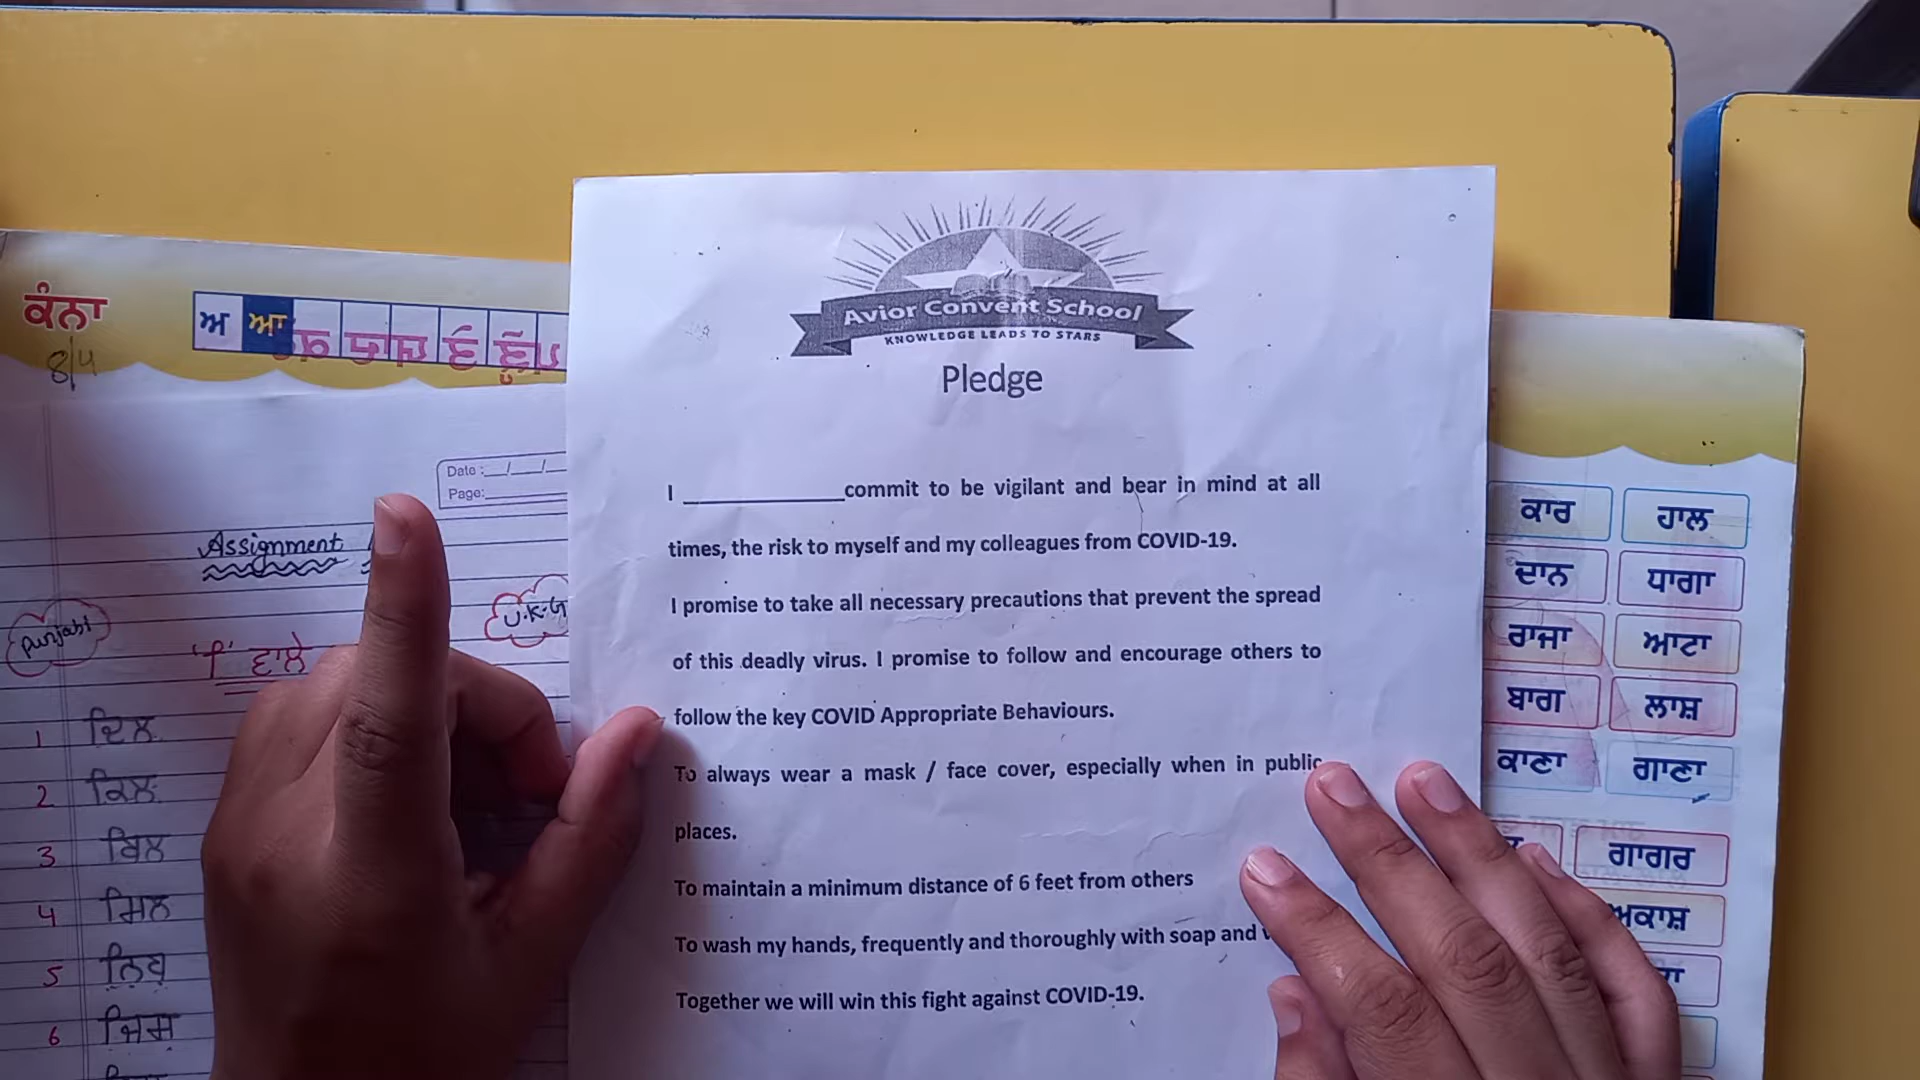 ਕੰਨਾ
8/4
ਅ ਆ
Date :__/__/__
Page:
Assignment
Punjabi
U.K.G
'ਿ' ਵਾਲੇ
1 ਦਿਲ
2 ਕਿਲ
3 ਬਿਲ
4 ਮਿਲ
5
6 ਜਿਸ
Avior Convent School
KNOWLEDGE LEADS TO STARS
Pledge
I ____________commit to be vigilant and bear in mind at all
times, the risk to myself and my colleagues from COVID-19.
I promise to take all necessary precautions that prevent the spread
of this deadly virus. I promise to follow and encourage others to
follow the key COVID Appropriate Behaviours.
To always wear a mask / face cover, especially when in public
places.
To maintain a minimum distance of 6 feet from others
To wash my hands, frequently and thoroughly with soap and
Together we will win this fight against COVID-19.
ਕਾਰ ਹਾਲ
ਦਾਨ ਧਾਗਾ
ਰਾਜਾ ਆਟਾ
ਬਾਗ ਲਾਸ਼
ਕਾਣਾ ਗਾਣਾ
ਗਾਗਰ
ਅਕਾਸ਼